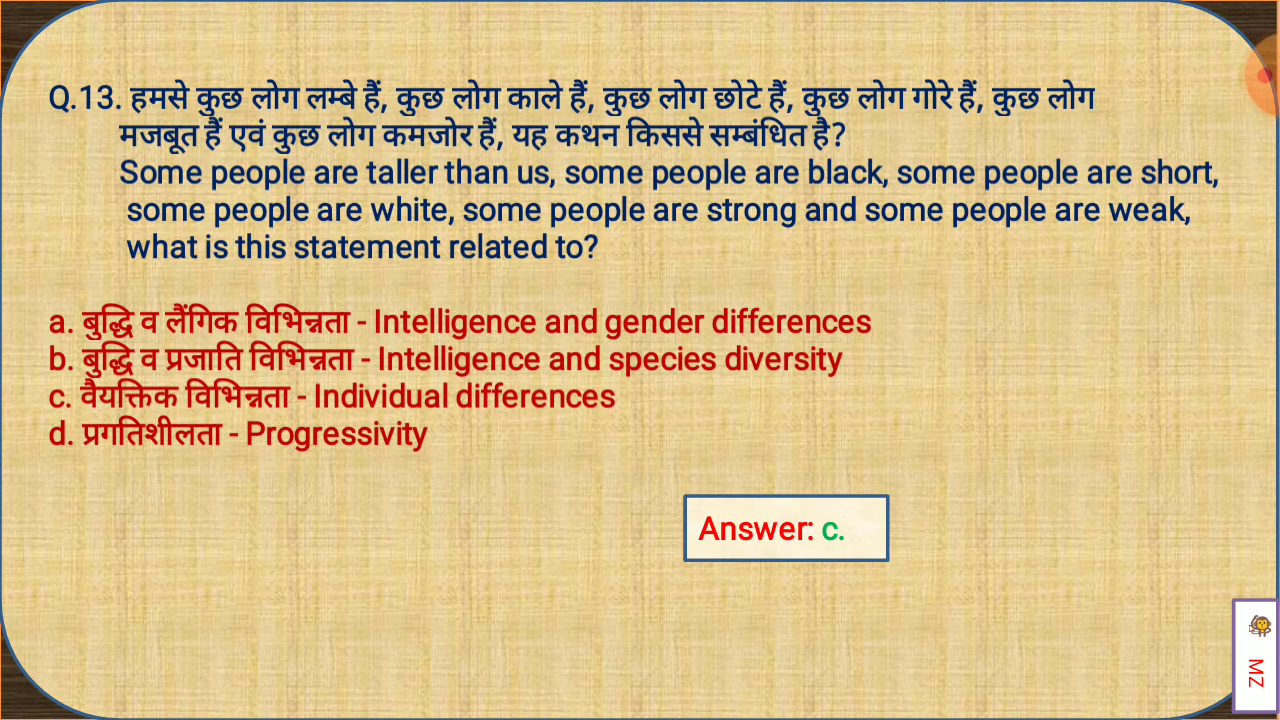 Q.13. हमसे कुछ लोग लम्बे हैं, कुछ लोग काले हैं, कुछ लोग छोटे हैं, कुछ लोग गोरे हैं, कुछ लोग
मजबूत हैं एवं कुछ लोग कमजोर हैं, यह कथन किससे सम्बंधित है?
Some people are taller than us, some people are black, some people are short,
some people are white, some people are strong and some people are weak,
what is this statement related to?
a. बुद्धि व लैंगिक विभिन्नता - Intelligence and gender differences
b. बुद्धि व प्रजाति विभिन्नता - Intelligence and species diversity
c. वैयक्तिक विभिन्नता - Individual differences
d. प्रगतिशीलता - Progressivity
Answer: c.
MZ